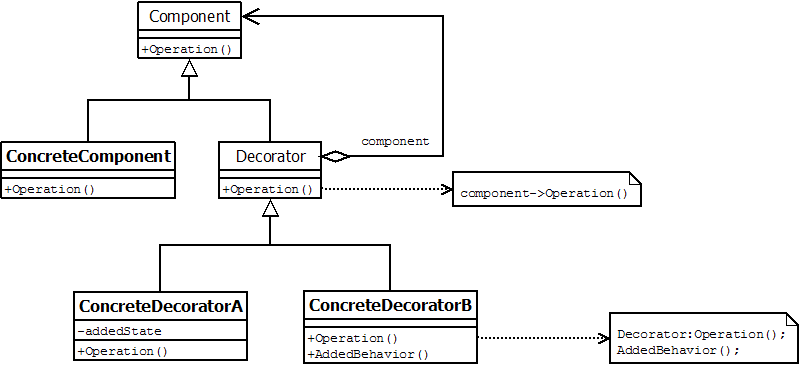 Component
+Operation()
component
ConcreteComponent
+Operation()
Decorator
+Operation()
component->Operation()
ConcreteDecoratorA
-addedState
+Operation()
ConcreteDecoratorB
+Operation()
+AddedBehavior()
Decorator:Operation();
AddedBehavior();